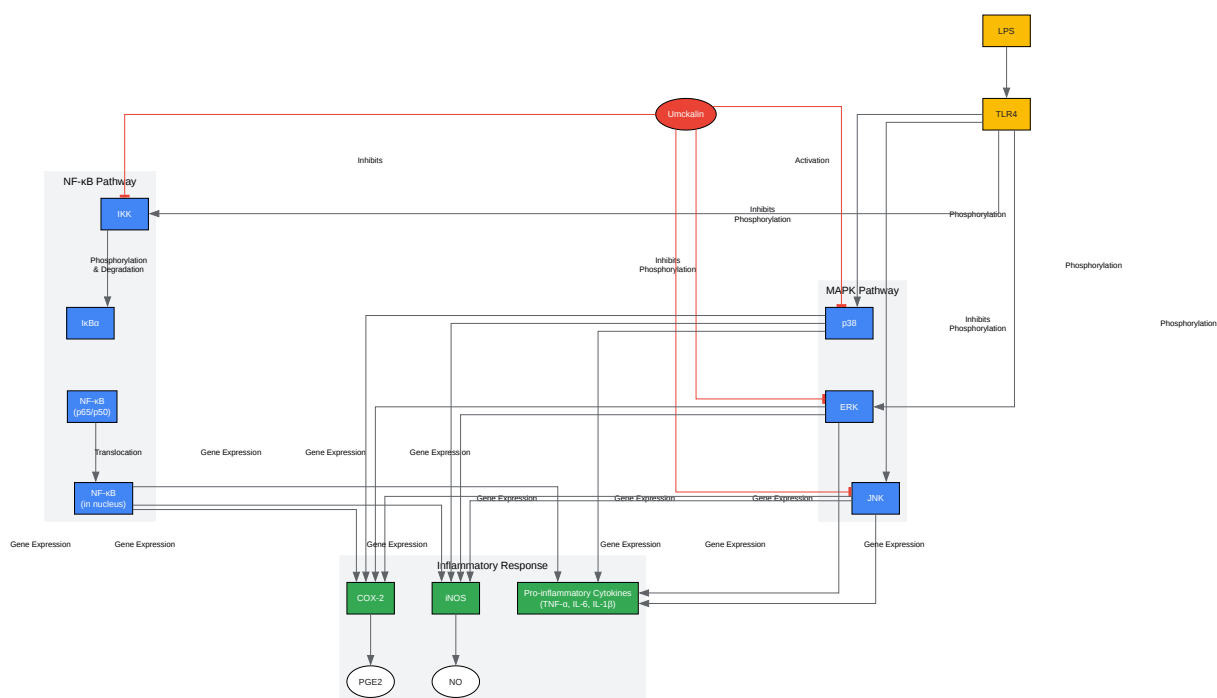 LPS
Umckalin
TLR4
Inhibits
Activation
NF-κB Pathway
IKK
Inhibits
Phosphorylation
Phosphorylation
Phosphorylation
& Degradation
Inhibits
Phosphorylation
Phosphorylation
MAPK Pathway
IκBα
p38
Inhibits
Phosphorylation
Phosphorylation
NF-κB
(p65/p50)
ERK
Translocation
Gene Expression
Gene Expression
Gene Expression
NF-κB
(in nucleus)
Gene Expression
Gene Expression
Gene Expression
JNK
Gene Expression
Gene Expression
Gene Expression
Gene Expression
Gene Expression
Gene Expression
Inflammatory Response
COX-2
iNOS
Pro-inflammatory Cytokines
(TNF-α, IL-6, IL-1β)
PGE2
NO